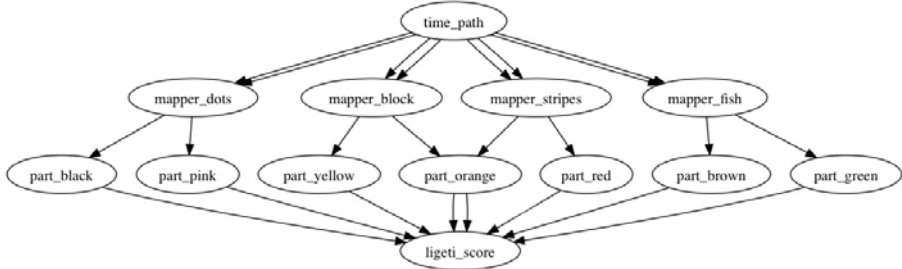 time_path
mapper_dots mapper_block mapper_stripes mapper_fish
part_black part_pink part_yellow part_orange part_red part_brown part_green
ligeti_score